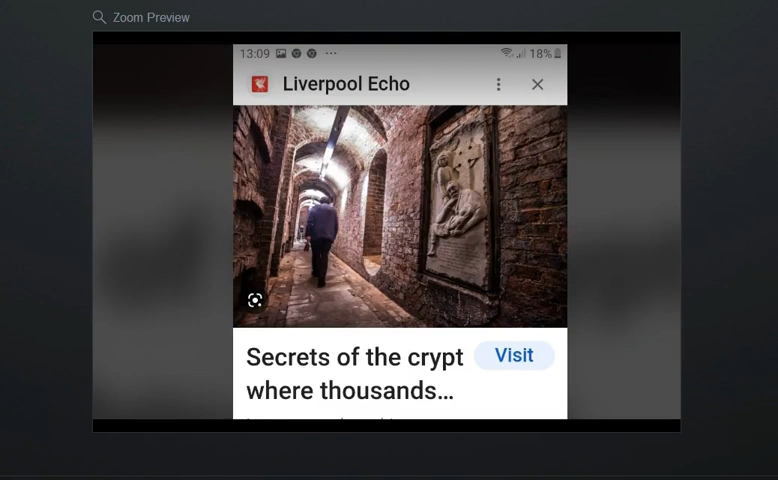 Zoom Preview
13:09
18%
Liverpool Echo
Secrets of the crypt
Visit
where thousands...